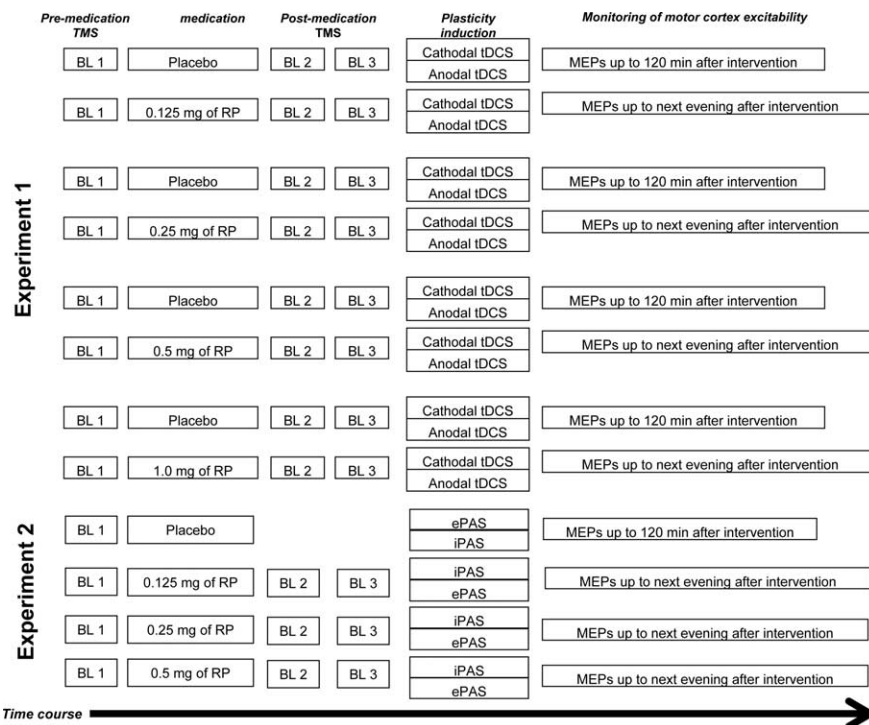 Pre-medication medication Post-medication Plasticity Monitoring of motor cortex excitability
TMS TMS induction
Experiment 1
BL 1 Placebo BL 2 BL 3 Cathodal tDCS MEPs up to 120 min after intervention
Anodal tDCS
BL 1 0.125 mg of RP BL 2 BL 3 Cathodal tDCS MEPs up to next evening after intervention
Anodal tDCS
BL 1 Placebo BL 2 BL 3 Cathodal tDCS MEPs up to 120 min after intervention
Anodal tDCS
BL 1 0.25 mg of RP BL 2 BL 3 Cathodal tDCS MEPs up to next evening after intervention
Anodal tDCS
BL 1 Placebo BL 2 BL 3 Cathodal tDCS MEPs up to 120 min after intervention
Anodal tDCS
BL 1 0.5 mg of RP BL 2 BL 3 Cathodal tDCS MEPs up to next evening after intervention
Anodal tDCS
BL 1 Placebo BL 2 BL 3 Cathodal tDCS MEPs up to 120 min after intervention
Anodal tDCS
BL 1 1.0 mg of RP BL 2 BL 3 Cathodal tDCS MEPs up to next evening after intervention
Anodal tDCS
Experiment 2
BL 1 Placebo ePAS MEPs up to 120 min after intervention
iPAS
BL 1 0.125 mg of RP BL 2 BL 3 iPAS MEPs up to next evening after intervention
ePAS
BL 1 0.25 mg of RP BL 2 BL 3 iPAS MEPs up to next evening after intervention
ePAS
BL 1 0.5 mg of RP BL 2 BL 3 iPAS MEPs up to next evening after intervention
ePAS
Time course